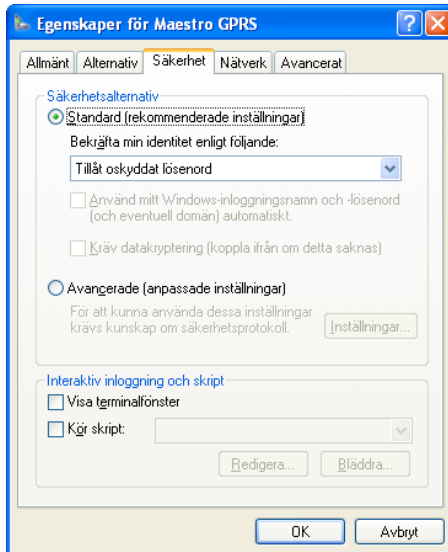 Egenskaper för Maestro GPRS
Allmänt Alternativ Säkerhet Nätverk Avancerat
Säkerhetsalternativ
Standard (rekommenderade inställningar)
Bekräfta min identitet enligt följande:
Tillåt oskyddat lösenord
Använd mitt Windows-inloggningsnamn och -lösenord
(och eventuell domän) automatiskt.
Kräv datakryptering (koppla ifrån om detta saknas)
Avancerade (anpassade inställningar)
För att kunna använda dessa inställningar
krävs kunskap om säkerhetsprotokoll.
Inställningar...
Interaktiv inloggning och skript
Visa terminalfönster
Kör skript:
Redigera... Bläddra...
OK Avbryt